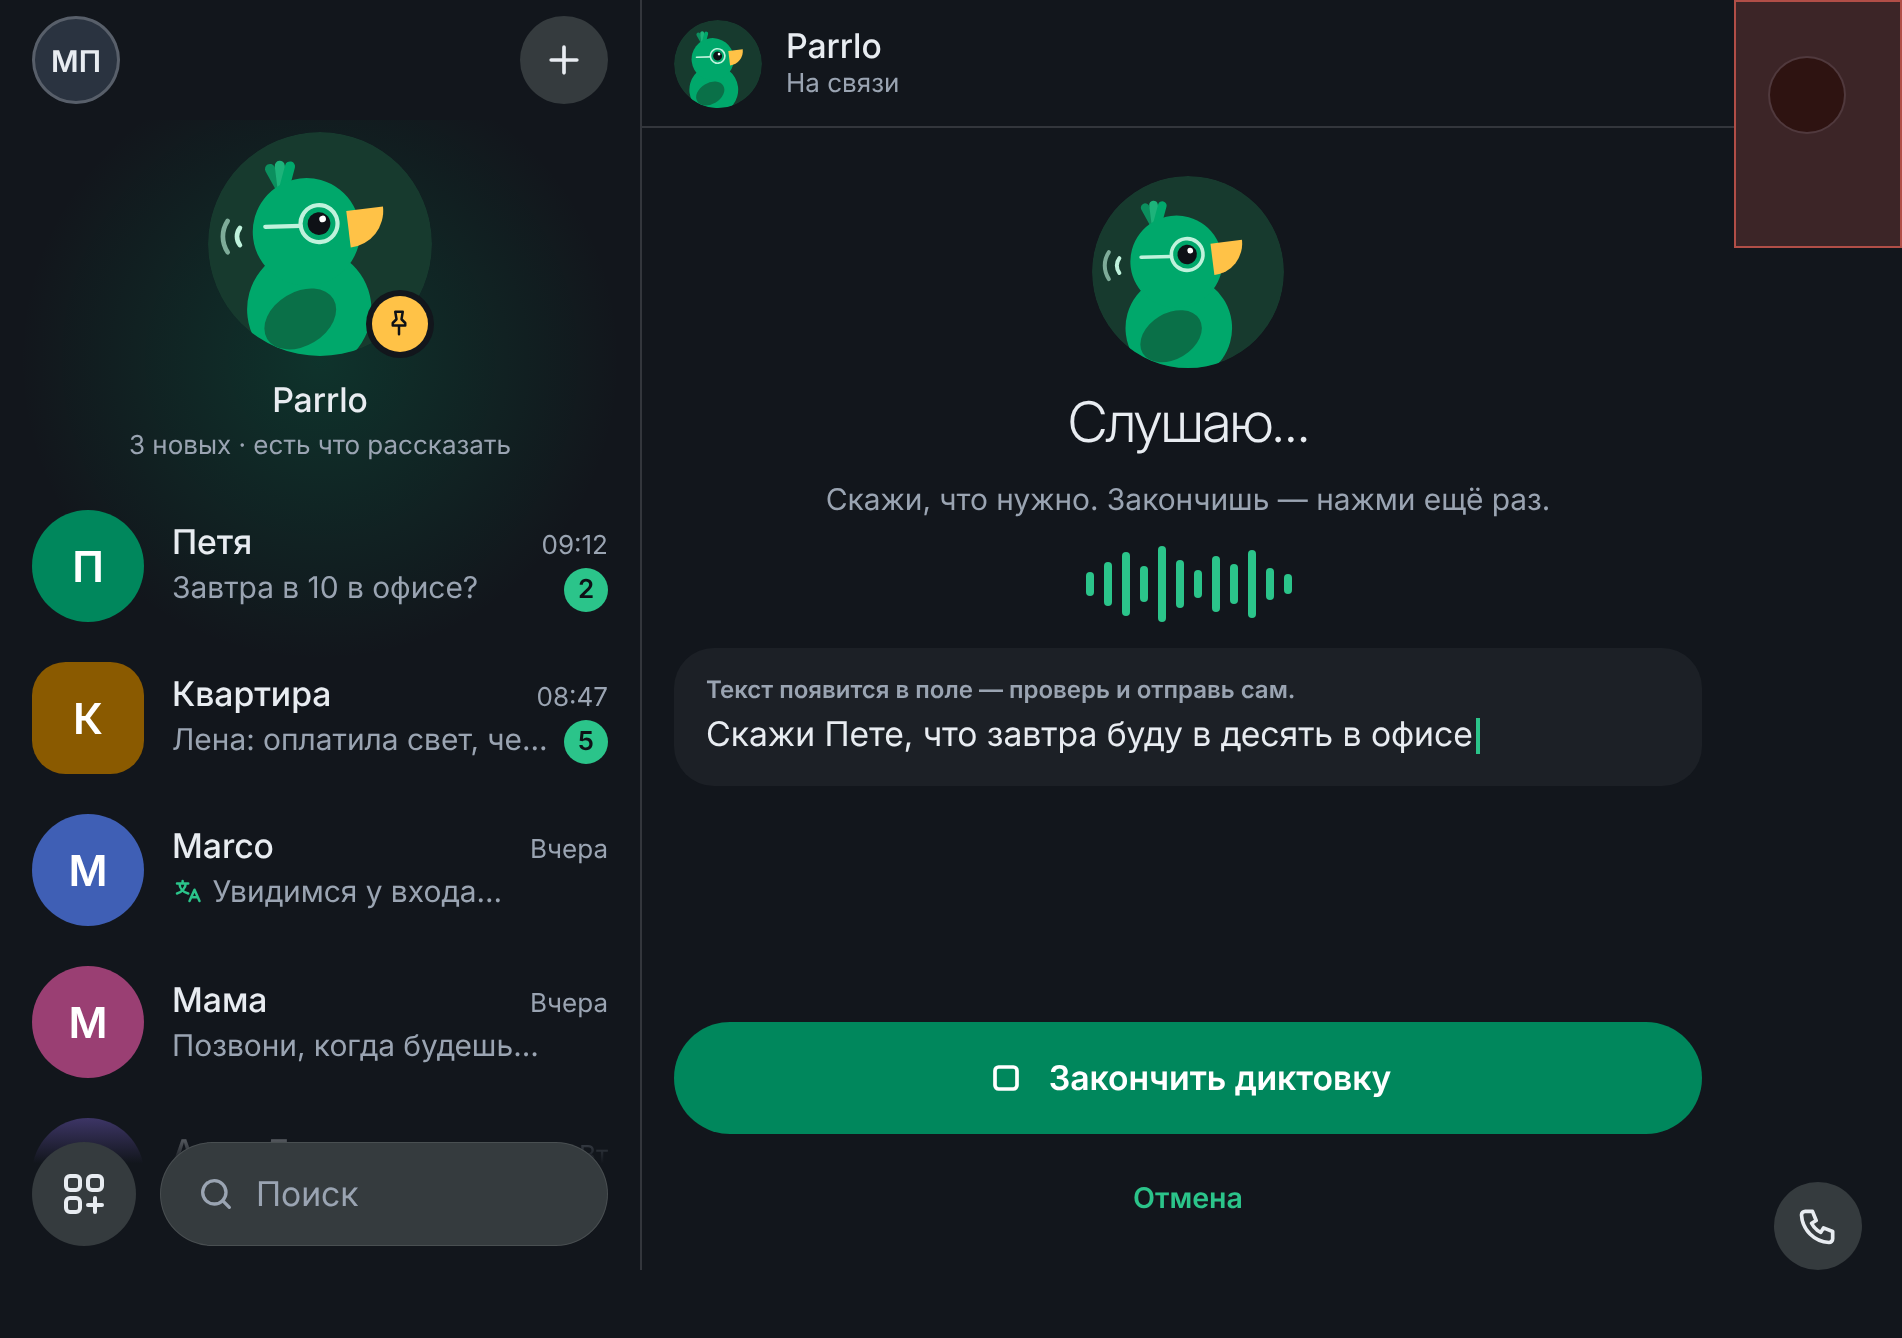 МП
Parrlo
3 новых · есть что рассказать
П
Петя
09:12
Завтра в 10 в офисе?
2
К
Квартира
08:47
Лена: оплатила свет, че...
5
M
Marco
Вчера
Увидимся у входа...
М
Мама
Вчера
Позвони, когда будешь...
Вт
Поиск
Parrlo
На связи
Слушаю...
Скажи, что нужно. Закончишь — нажми ещё раз.
Текст появится в поле — проверь и отправь сам.
Скажи Пете, что завтра буду в десять в офисе
Закончить диктовку
Отмена